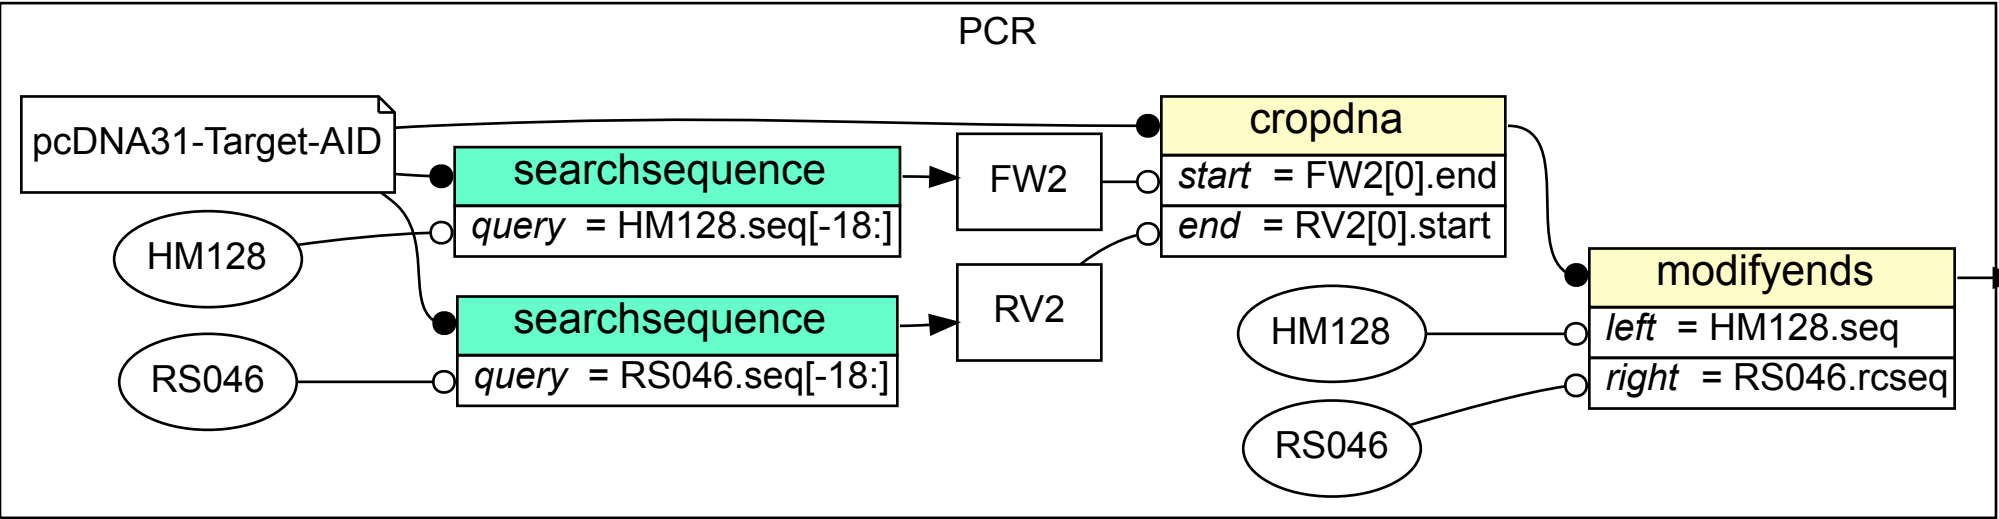 PCR
pcDNA31-Target-AID
searchsequence
query = HM128.seq[-18:]
HM128
searchsequence
query = RS046.seq[-18:]
RS046
FW2
RV2
cropdna
start = FW2[0].end
end = RV2[0].start
modifyends
left = HM128.seq
right = RS046.rcseq
HM128
RS046